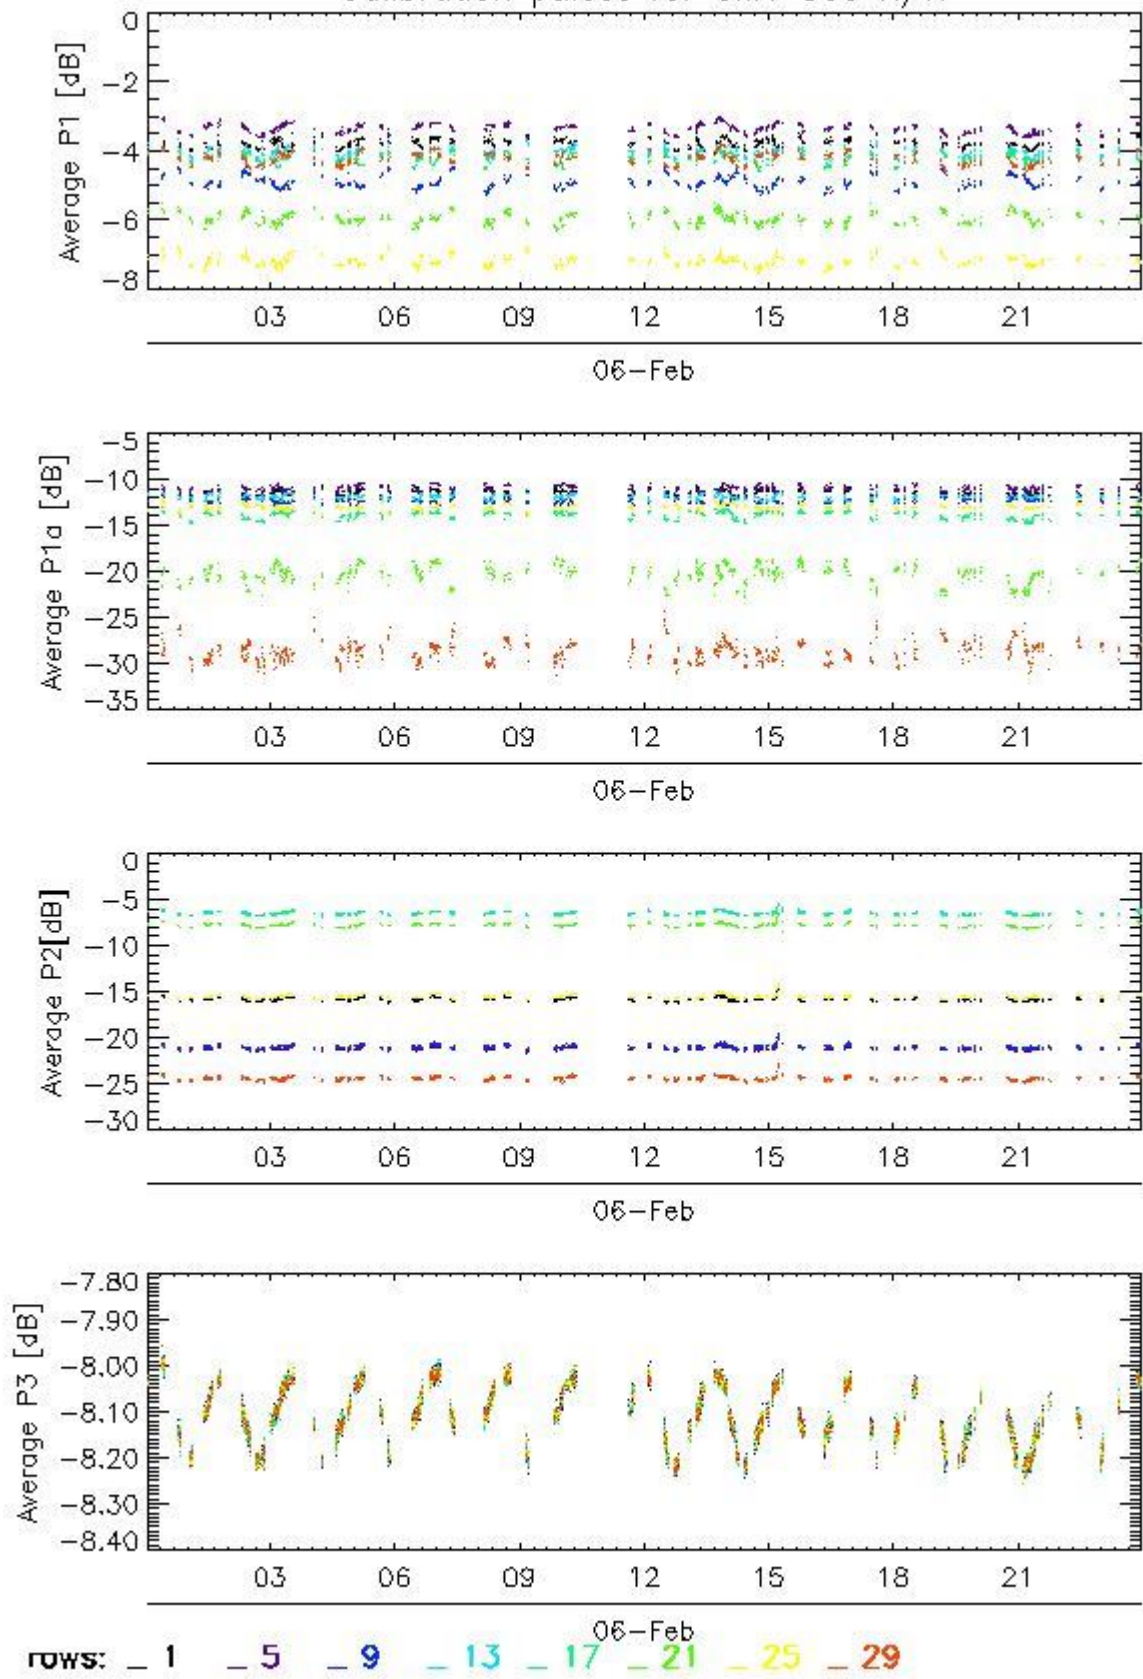 Average P1 [dB]
0
−2
−4
−6
−8
03 06 09 12 15 18 21
06−Feb
Average P1a [dB]
−5
−10
−15
−20
−25
−30
−35
03 06 09 12 15 18 21
06−Feb
Average P2[dB]
0
−5
−10
−15
−20
−25
−30
03 06 09 12 15 18 21
06−Feb
Average P3 [dB]
−7.80
−7.90
−8.00
−8.10
−8.20
−8.30
−8.40
03 06 09 12 15 18 21
06−Feb
rows: _ 1 _ 5 _ 9 _ 13 _ 17 _ 21 _ 25 _ 29